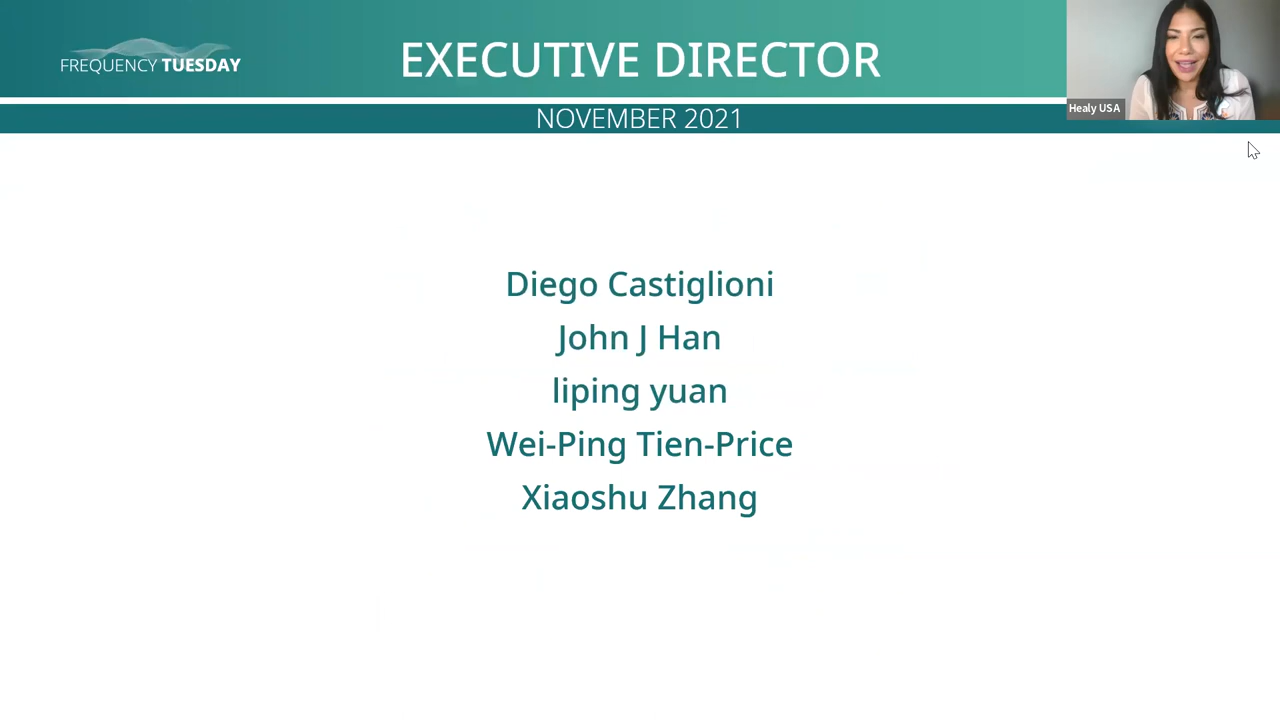 FREQUENCY TUESDAY
EXECUTIVE DIRECTOR
Healy USA
NOVEMBER 2021
Diego Castiglioni
John J Han
liping yuan
Wei-Ping Tien-Price
Xiaoshu Zhang